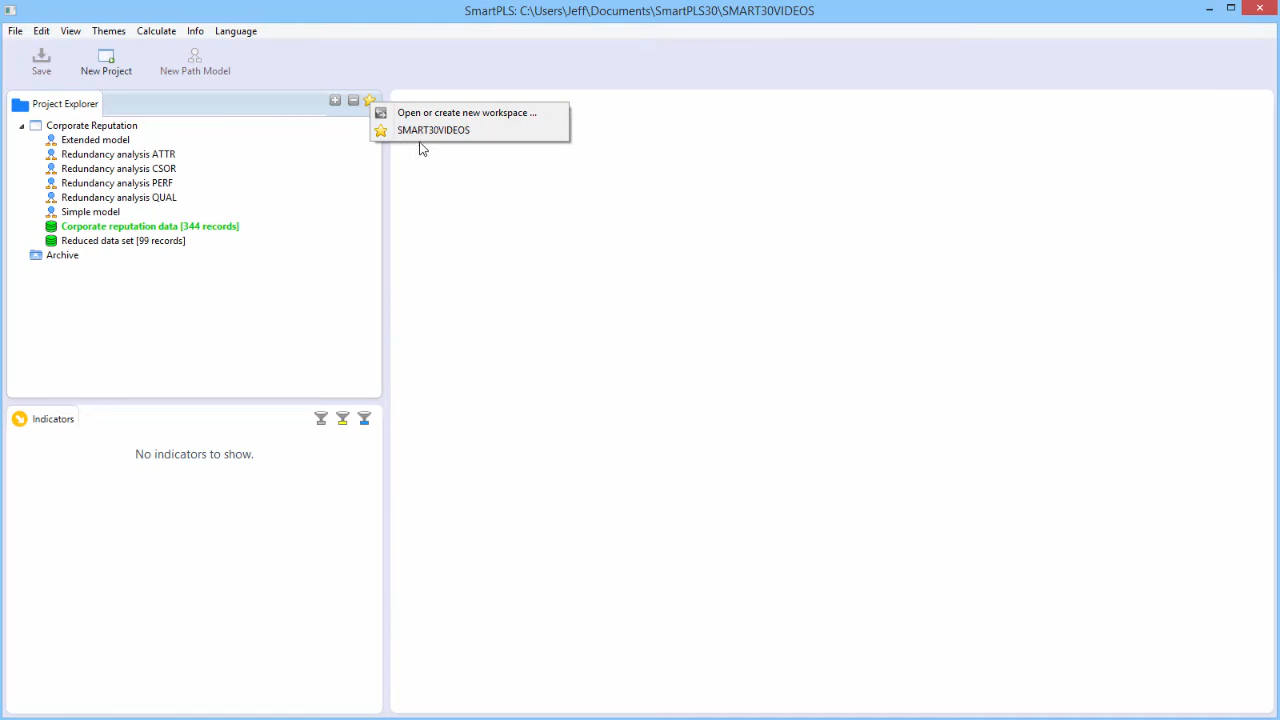 SmartPLS: C:\Users\Jeff\Documents\SmartPLS30\SMART30VIDEOS
File Edit View Themes Calculate Info Language
Save New Project New Path Model
Project Explorer
Open or create new workspace ...
SMART30VIDEOS
Corporate Reputation
Extended model
Redundancy analysis ATTR
Redundancy analysis CSOR
Redundancy analysis PERF
Redundancy analysis QUAL
Simple model
Corporate reputation data [344 records]
Reduced data set [99 records]
Archive
Indicators
No indicators to show.